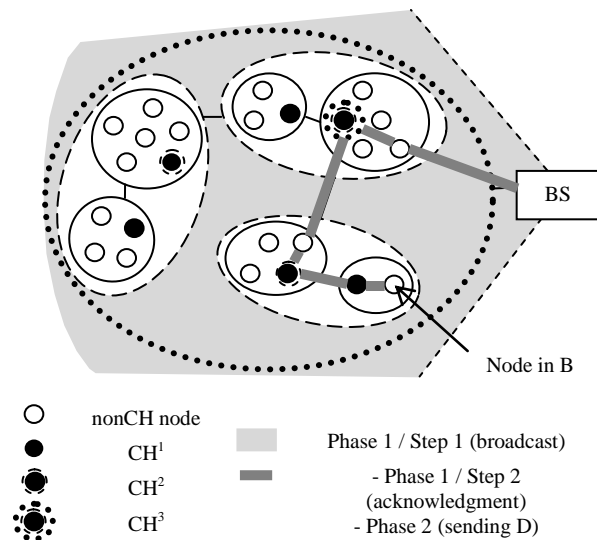 BS
Node in B
nonCH node
CH¹
CH²
CH³
Phase 1 / Step 1 (broadcast)
- Phase 1 / Step 2
(acknowledgment)
- Phase 2 (sending D)